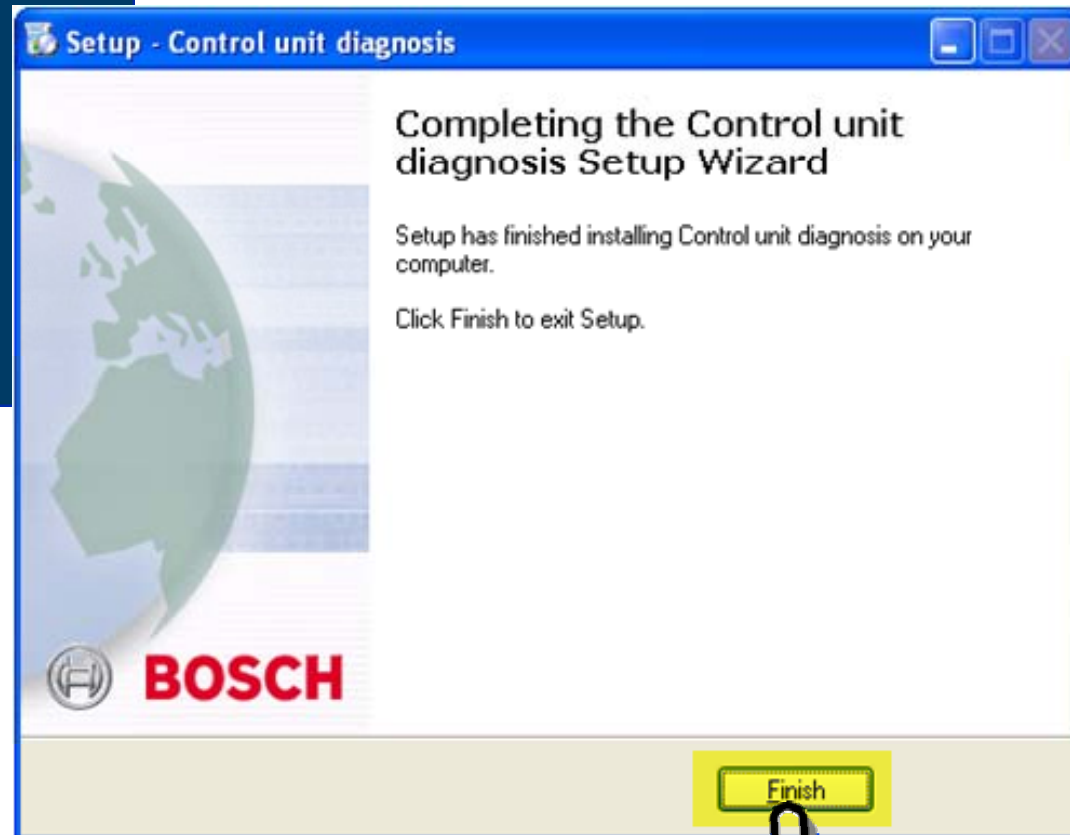 Setup - Control unit diagnosis
Completing the Control unit
diagnosis Setup Wizard
Setup has finished installing Control unit diagnosis on your
computer.
Click Finish to exit Setup.
BOSCH
Finish